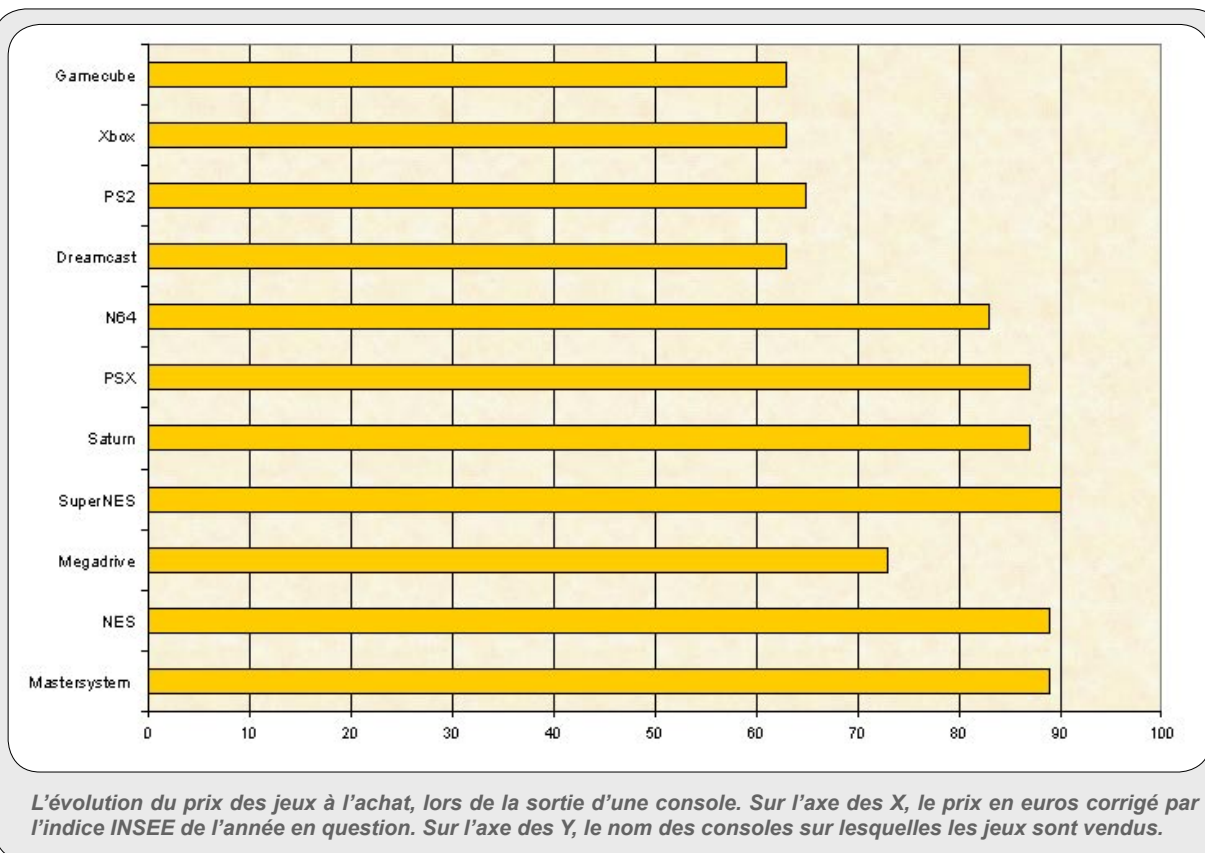 Gamecube
Xbox
PS2
Dreamcast
N64
PSX
Saturn
SuperNES
Megadrive
NES
Mastersystem
0 10 20 30 40 50 60 70 80 90 100
L’évolution du prix des jeux à l’achat, lors de la sortie d’une console. Sur l’axe des X, le prix en euros corrigé par
l’indice INSEE de l’année en question. Sur l’axe des Y, le nom des consoles sur lesquelles les jeux sont vendus.